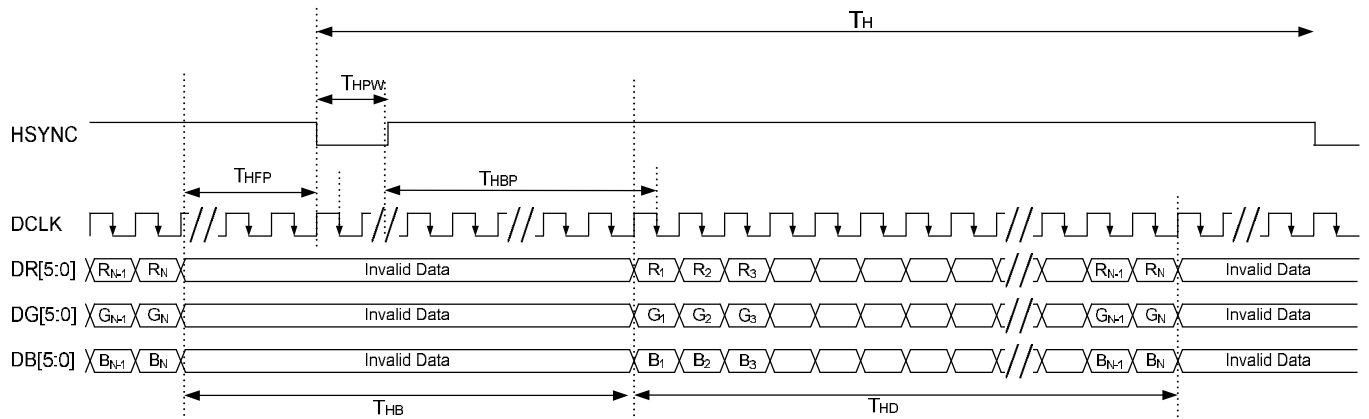 TH
THPW
HSYNC
THFP
THBP
DCLK
DR[5:0] RN-1 RN Invalid Data R1 R2 R3 RN-1 RN Invalid Data
DG[5:0] GN-1 GN Invalid Data G1 G2 G3 GN-1 GN Invalid Data
DB[5:0] BN-1 BN Invalid Data B1 B2 B3 BN-1 BN Invalid Data
THB THD